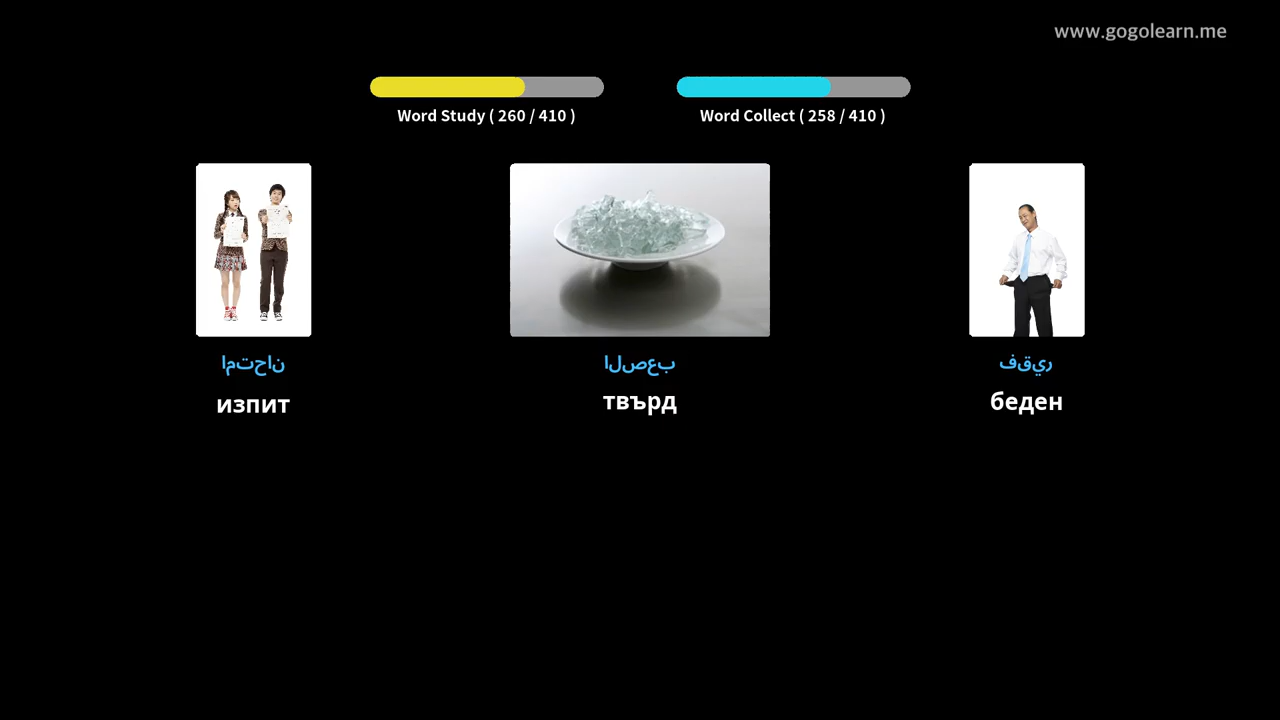 www.gogolearn.me
Word Study ( 260 / 410 )
Word Collect ( 258 / 410 )
امتحان
الصعب
فقير
изпит
твърд
беден